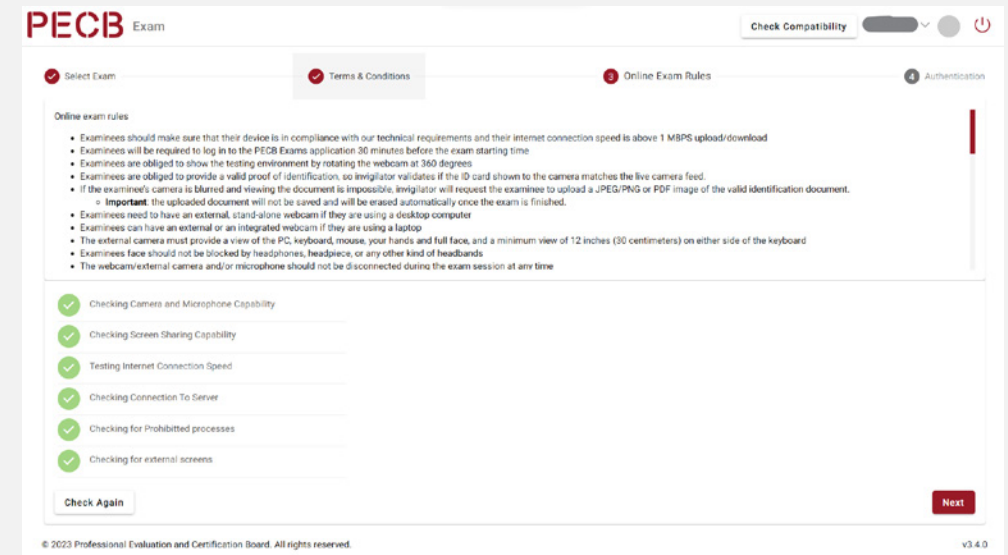 PECB Exam
Check Compatibility
Select Exam
Terms & Conditions
3 Online Exam Rules
4 Authentication
Online exam rules
• Examinees should make sure that their device is in compliance with our technical requirements and their internet connection speed is above 1 MBPS upload/download
• Examinees will be required to log in to the PECB Exams application 30 minutes before the exam starting time
• Examinees are obliged to show the testing environment by rotating the webcam at 360 degrees
• Examinees are obliged to provide a valid proof of identification, so invigilator validates if the ID card shown to the camera matches the live camera feed.
• If the examinee's camera is blurred and viewing the document is impossible, invigilator will request the examinee to upload a JPEG/PNG or PDF image of the valid identification document.
○ Important: the uploaded document will not be saved and will be erased automatically once the exam is finished.
• Examinees need to have an external, stand-alone webcam if they are using a desktop computer
• Examinees can have an external or an integrated webcam if they are using a laptop
• The external camera must provide a view of the PC, keyboard, mouse, your hands and full face, and a minimum view of 12 inches (30 centimeters) on either side of the keyboard
• Examinees face should not be blocked by headphones, headpiece, or any other kind of headbands
• The webcam/external camera and/or microphone should not be disconnected during the exam session at any time
Checking Camera and Microphone Capability
Checking Screen Sharing Capability
Testing Internet Connection Speed
Checking Connection To Server
Checking for Prohibitted processes
Checking for external screens
Check Again
Next
© 2023 Professional Evaluation and Certification Board. All rights reserved.
v3.4.0